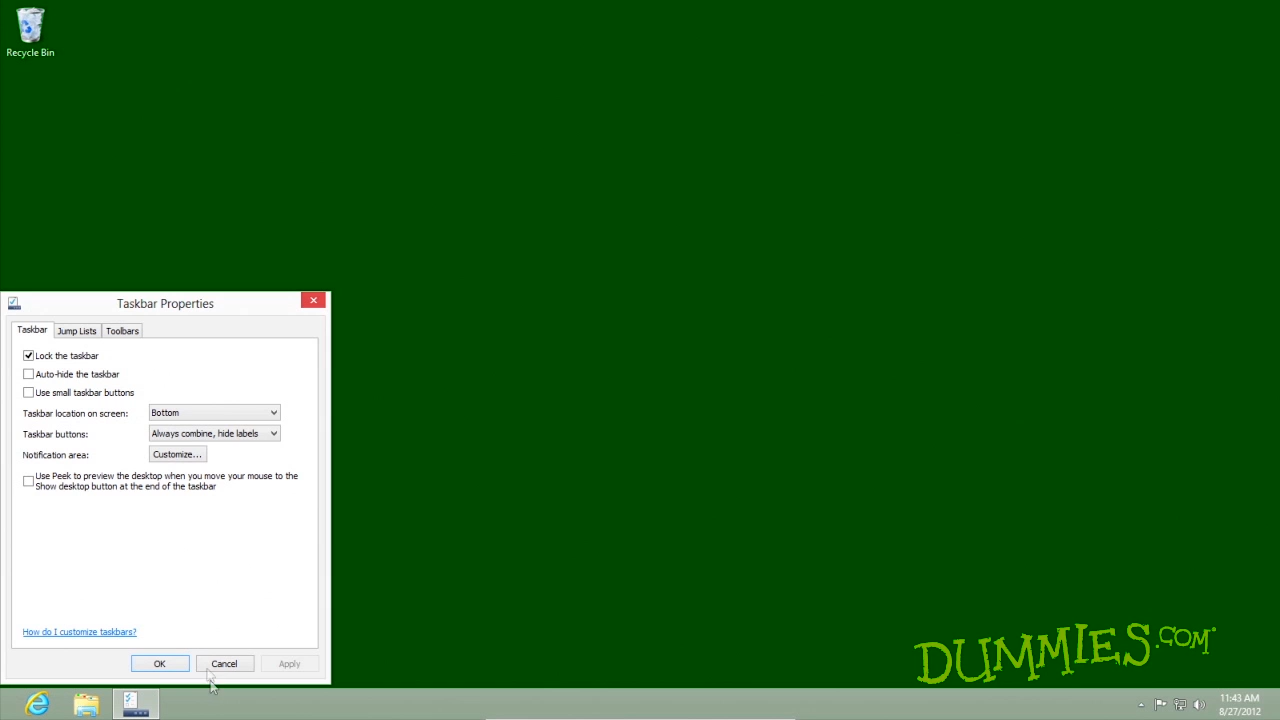 Recycle Bin
Taskbar Properties
Taskbar
Jump Lists
Toolbars
Lock the taskbar
Auto-hide the taskbar
Use small taskbar buttons
Taskbar location on screen:
Bottom
Taskbar buttons:
Always combine, hide labels
Notification area:
Customize...
Use Peek to preview the desktop when you move your mouse to the
Show desktop button at the end of the taskbar
How do I customize taskbars?
OK
Cancel
Apply
DUMMIES.COM
11:43 AM
8/27/2012